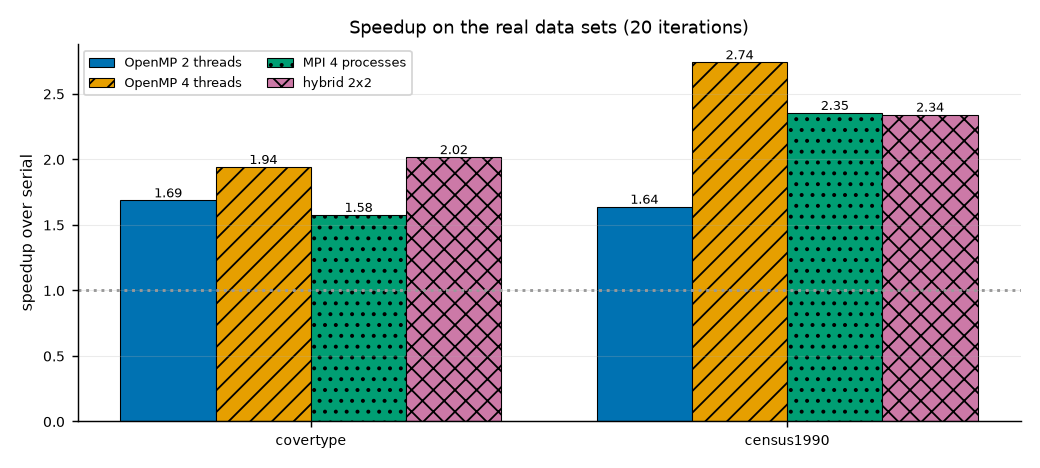 Speedup on the real data sets (20 iterations)
OpenMP 2 threads
OpenMP 4 threads
MPI 4 processes
hybrid 2x2
speedup over serial
2.5
2.0
1.5
1.0
0.5
0.0
1.69
1.94
1.58
2.02
1.64
2.74
2.35
2.34
covertype
census1990